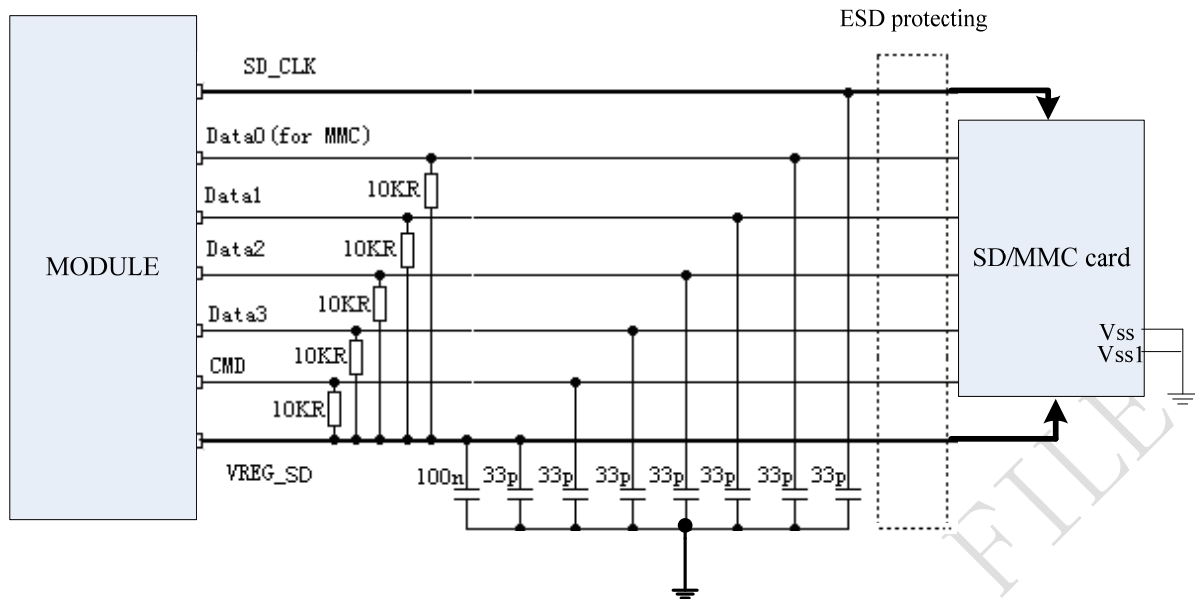 ESD protecting
SD_CLK
Data0(for MMC)
10KR
Data1
10KR
Data2
MODULE
SD/MMC card
10KR
Data3
Vss
Vss1
10KR
CMD
10KR
VREG_SD
100n 33p 33p 33p 33p 33p 33p 33p
FILE